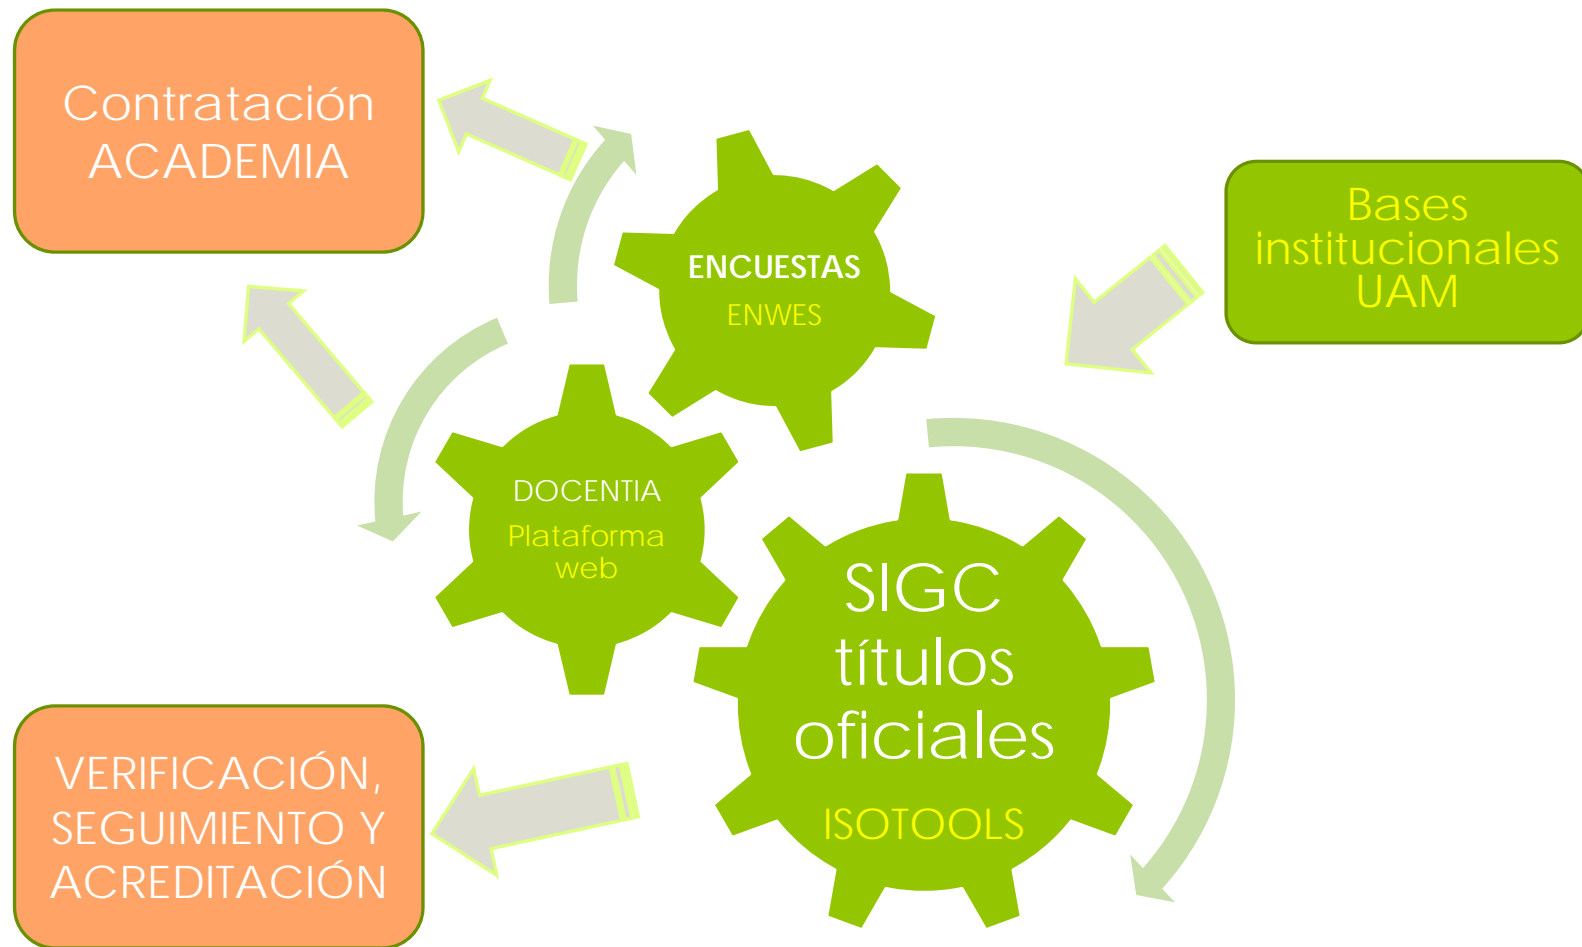 Contratación
ACADEMIA
Bases
institucionales
UAM
ENCUESTAS
ENWES
DOCENTIA
Plataforma
web
SIGC
títulos
oficiales
ISOTOOLS
VERIFICACIÓN,
SEGUIMIENTO Y
ACREDITACIÓN